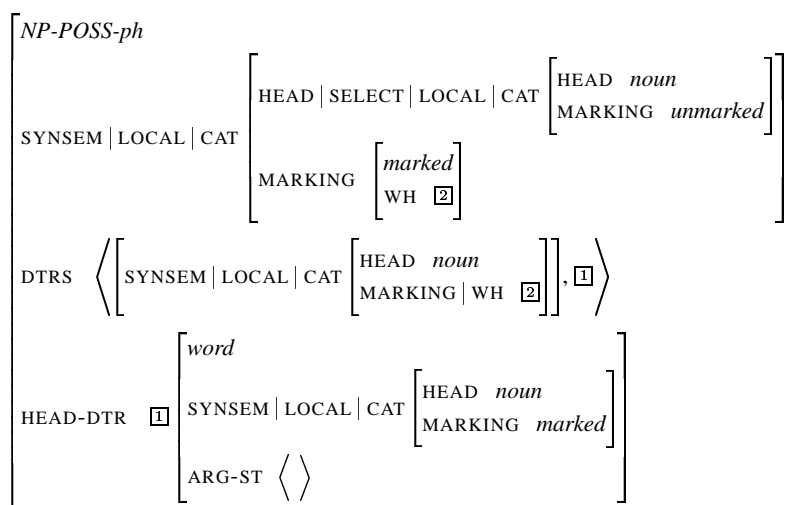 NP-POSS-ph
SYNSEM | LOCAL | CAT [HEAD | SELECT | LOCAL | CAT [HEAD noun
MARKING unmarked]
MARKING [marked
WH 2]]
DTRS ⟨[SYNSEM | LOCAL | CAT [HEAD noun
MARKING | WH 2]], 1⟩
HEAD-DTR 1 [word
SYNSEM | LOCAL | CAT [HEAD noun
MARKING marked]
ARG-ST ⟨ ⟩]